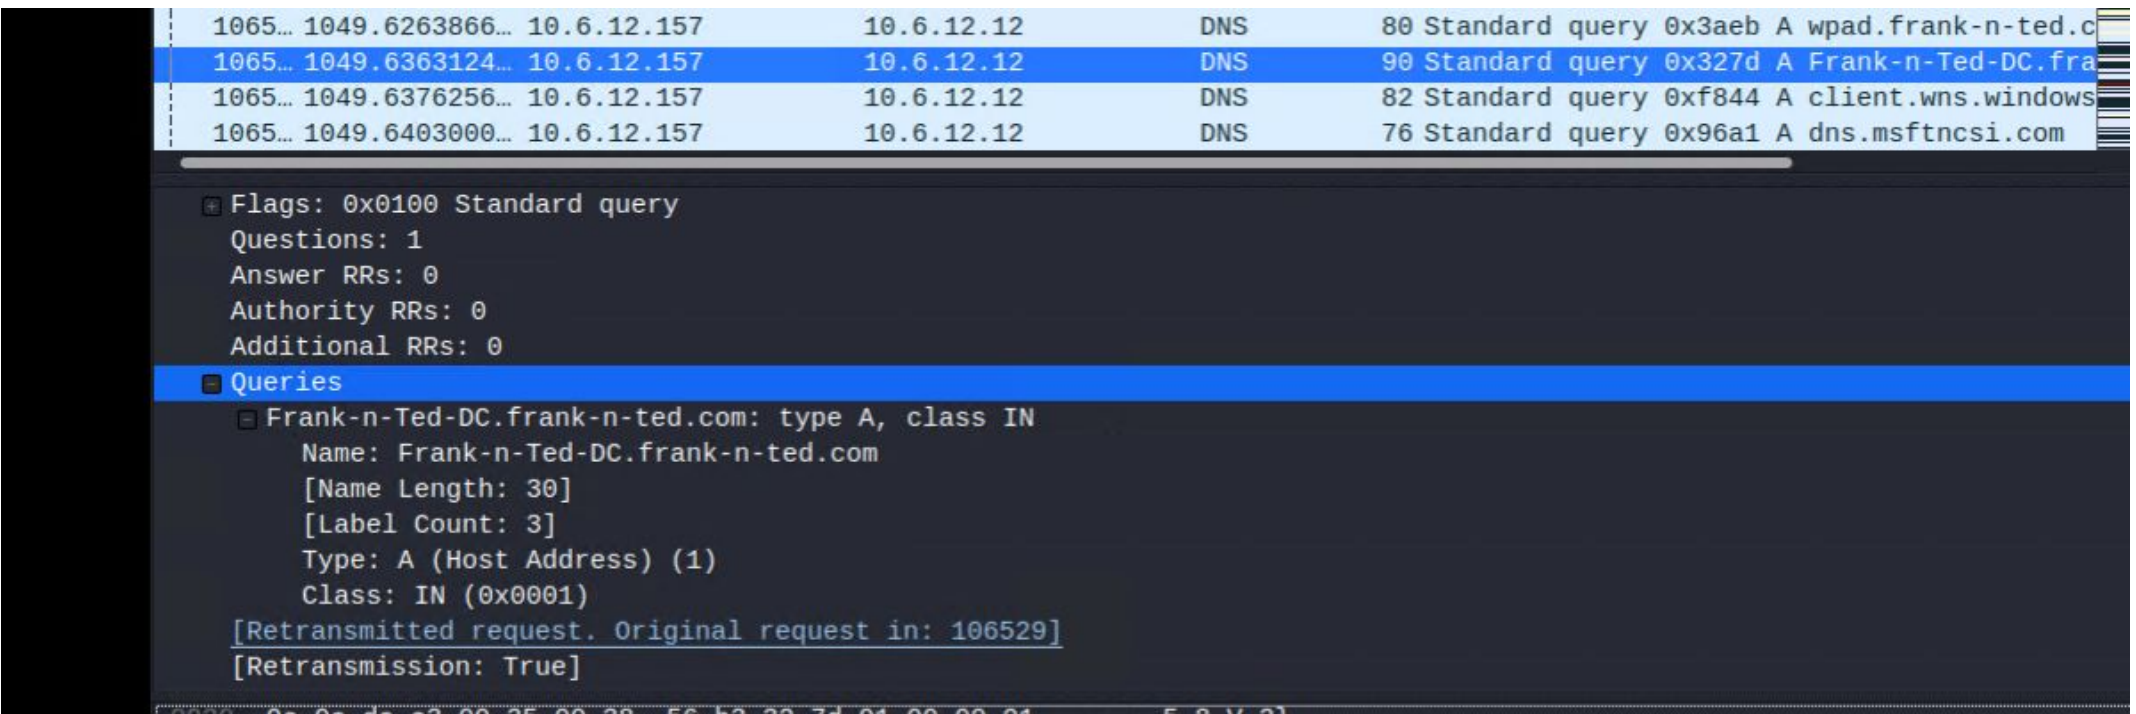 1065… 1049.6263866… 10.6.12.157 10.6.12.12 DNS 80 Standard query 0x3aeb A wpad.frank-n-ted.c
1065… 1049.6363124… 10.6.12.157 10.6.12.12 DNS 90 Standard query 0x327d A Frank-n-Ted-DC.fra
1065… 1049.6376256… 10.6.12.157 10.6.12.12 DNS 82 Standard query 0xf844 A client.wns.windows
1065… 1049.6403000… 10.6.12.157 10.6.12.12 DNS 76 Standard query 0x96a1 A dns.msftncsi.com
Flags: 0x0100 Standard query
Questions: 1
Answer RRs: 0
Authority RRs: 0
Additional RRs: 0
Queries
Frank-n-Ted-DC.frank-n-ted.com: type A, class IN
Name: Frank-n-Ted-DC.frank-n-ted.com
[Name Length: 30]
[Label Count: 3]
Type: A (Host Address) (1)
Class: IN (0x0001)
[Retransmitted request. Original request in: 106529]
[Retransmission: True]